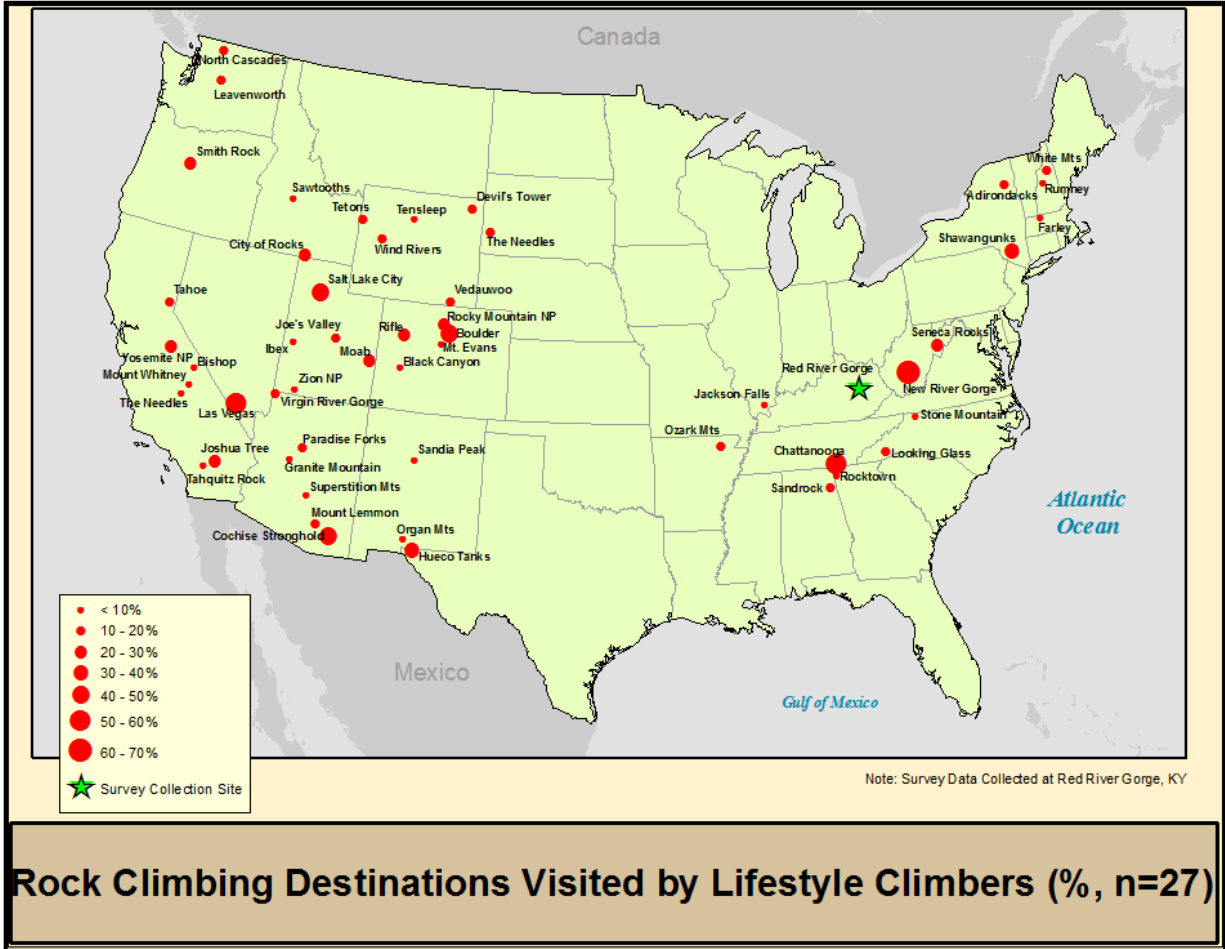 Canada
North Cascades
Leavenworth
Smith Rock
White Mts
Sawtooths
Adirondacks
Rumney
Tetons
Tensleep
Devil's Tower
Farley
City of Rocks
Wind Rivers
The Needles
Shawangunks
Salt Lake City
Tahoe
Vedauwoo
Joe's Valley
Rifle
Rocky Mountain NP
Boulder
Seneca Rocks
Ibex
Moab
Mt. Evans
Yosemite NP
Bishop
Black Canyon
Red River Gorge
Mount Whitney
Zion NP
New River Gorge
The Needles
Virgin River Gorge
Jackson Falls
Las Vegas
Stone Mountain
Ozark Mts
Joshua Tree
Paradise Forks
Sandia Peak
Chattanooga
Looking Glass
Tahquitz Rock
Granite Mountain
Rocktown
Superstition Mts
Sandrock
Atlantic
Ocean
Mount Lemmon
Cochise Stronghold
Organ Mts
Hueco Tanks
Mexico
Gulf of Mexico
< 10%
10 - 20%
20 - 30%
30 - 40%
40 - 50%
50 - 60%
60 - 70%
Survey Collection Site
Note: Survey Data Collected at Red River Gorge, KY
Rock Climbing Destinations Visited by Lifestyle Climbers (%, n=27)